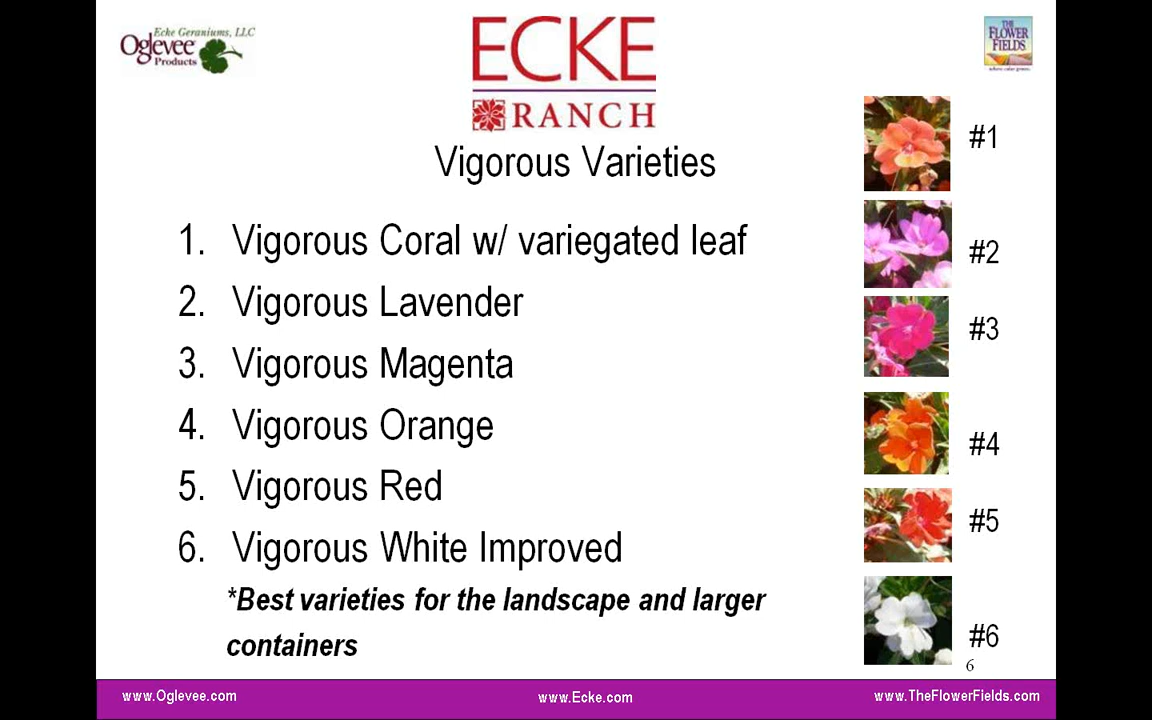 Ecke Geraniums, LLC
Oglevee
Products
ECKE
RANCH
THE
FLOWER
FIELDS
where color grows
Vigorous Varieties
1. Vigorous Coral w/ variegated leaf
2. Vigorous Lavender
3. Vigorous Magenta
4. Vigorous Orange
5. Vigorous Red
6. Vigorous White Improved
*Best varieties for the landscape and larger
containers
#1
#2
#3
#4
#5
#6
6
www.Oglevee.com
www.Ecke.com
www.TheFlowerFields.com